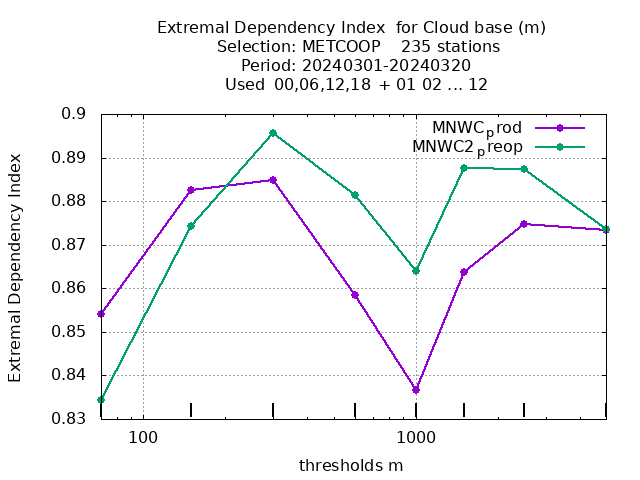 Extremal Dependency Index  for Cloud base (m)
Selection: METCOOP    235 stations
Period: 20240301-20240320
Used  00,06,12,18 + 01 02 ... 12
MNWC_prod
MNWC2_preop
Extremal Dependency Index
0.9
0.89
0.88
0.87
0.86
0.85
0.84
0.83
100
1000
thresholds m